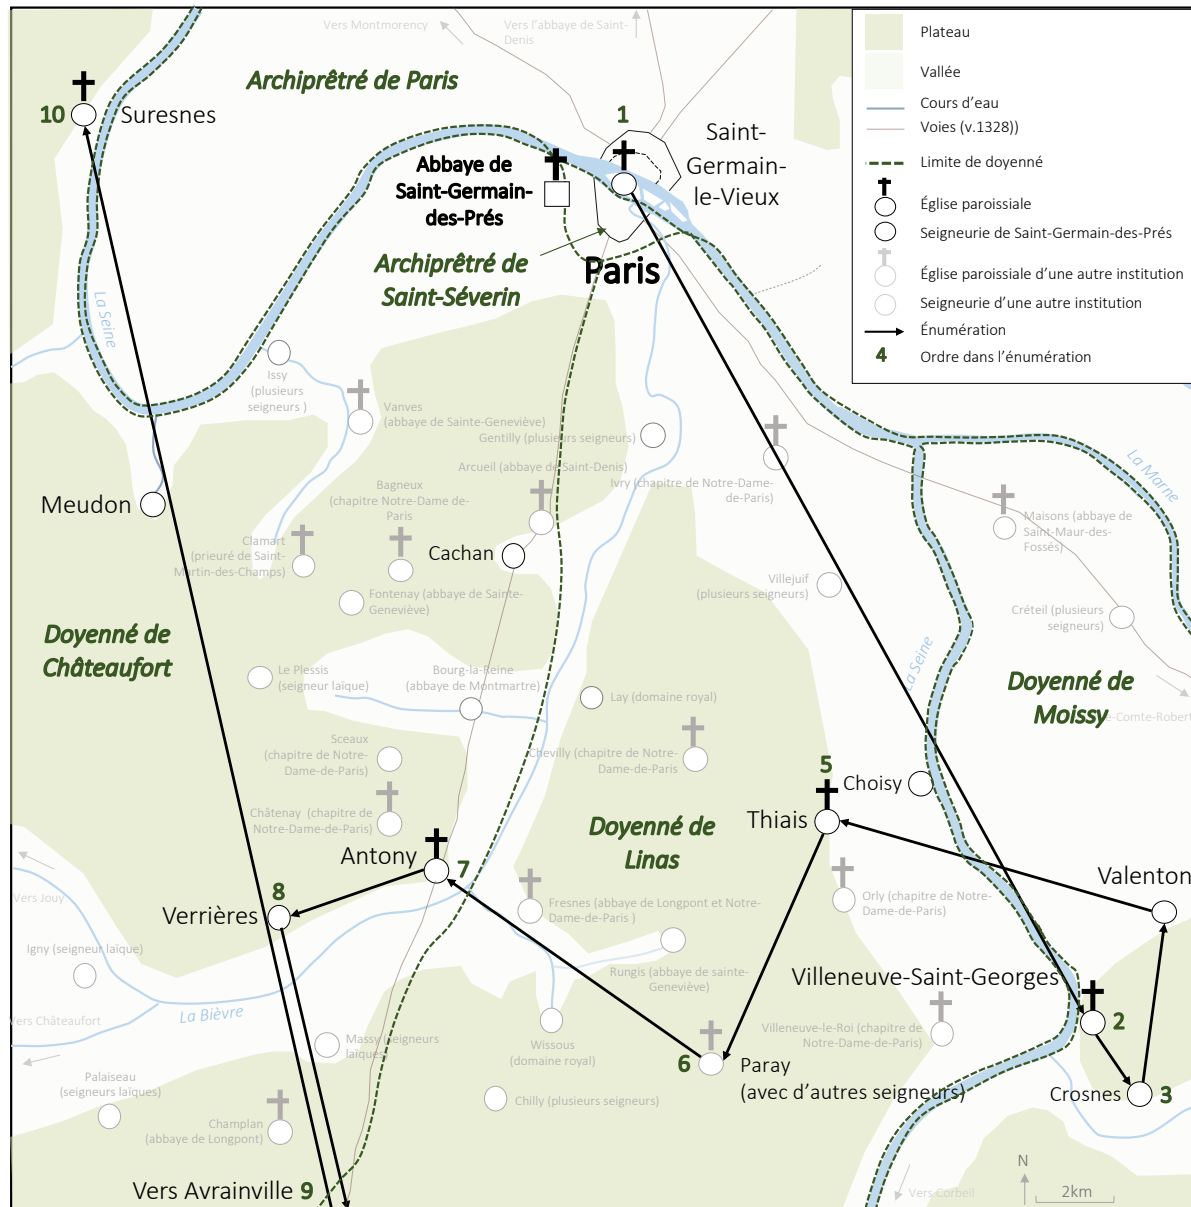 Vers Montmorency
Vers l'abbaye de Saint-
Denis
Plateau
Vallée
Cours d'eau
Voies (v.1328))
Limite de doyenné
Église paroissiale
Seigneurie de Saint-Germain-des-Prés
Église paroissiale d'une autre institution
Seigneurie d'une autre institution
Énumération
4 Ordre dans l'énumération
Archiprêtré de Paris
10 Suresnes
1
Saint-
Germain-
le-Vieux
Abbaye de
Saint-Germain-
des-Prés
Archiprêtré de
Saint-Séverin
Paris
La Seine
Issy
(plusieurs
seigneurs )
Vanves
(abbaye de Sainte-Geneviève)
Gentilly (plusieurs seigneurs)
Arcueil (abbaye de Saint-Denis)
Ivry (chapitre de Notre-Dame-
de-Paris)
La Marne
Meudon
Bagneux
(chapitre Notre-Dame de-
Paris
Clamart
(prieuré de Saint-
Martin-des-Champs)
Cachan
Maisons (abbaye de
Saint-Maur-des-
Fossés)
Fontenay (abbaye de Sainte-
Geneviève)
Villejuif
(plusieurs seigneurs)
Créteil (plusieurs
seigneurs)
Doyenné de
Châteaufort
Le Plessis
(seigneur laïque)
Bourg-la-Reine
(abbaye de Montmartre)
Lay (domaine royal)
La Seine
Doyenné de
Moissy
e-Comte-Robert
Sceaux
(chapitre de Notre-
Dame-de-Paris)
Chevilly (chapitre de Notre-
Dame-de-Paris
5
Choisy
Thiais
Châtenay (chapitre de
Notre-Dame-de-Paris)
Doyenné de
Linas
Antony
7
Valenton
Vers Jouy
8
Verrières
Fresnes (abbaye de Longpont et Notre-
Dame-de-Paris )
Orly (chapitre de Notre-
Dame-de-Paris)
Igny (seigneur laïque)
Rungis (abbaye de sainte-
Geneviève)
Villeneuve-Saint-Georges
2
Vers Châteaufort
La Bièvre
Massy (seigneurs
laïques)
Wissous
(domaine royal)
Villeneuve-le-Roi (chapitre de
Notre-Dame-de-Paris)
6
Paray
(avec d'autres seigneurs)
Palaiseau
(seigneurs laïques)
Chilly (plusieurs seigneurs)
Crosnes 3
Champlan
(abbaye de Longpont)
Vers Avrainville 9
Vers Corbeil
N
2km